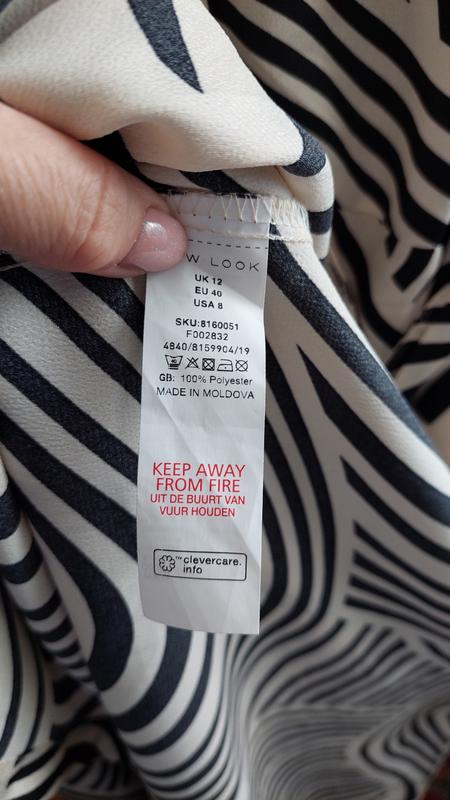 W LOOK
UK 12
EU 40
USA 8
SKU:8160051
F002832
4840/8159904/19
GB: 100% Polyester
MADE IN MOLDOVA
KEEP AWAY
FROM FIRE
UIT DE BUURT VAN
VUUR HOUDEN
™ clevercare.
info